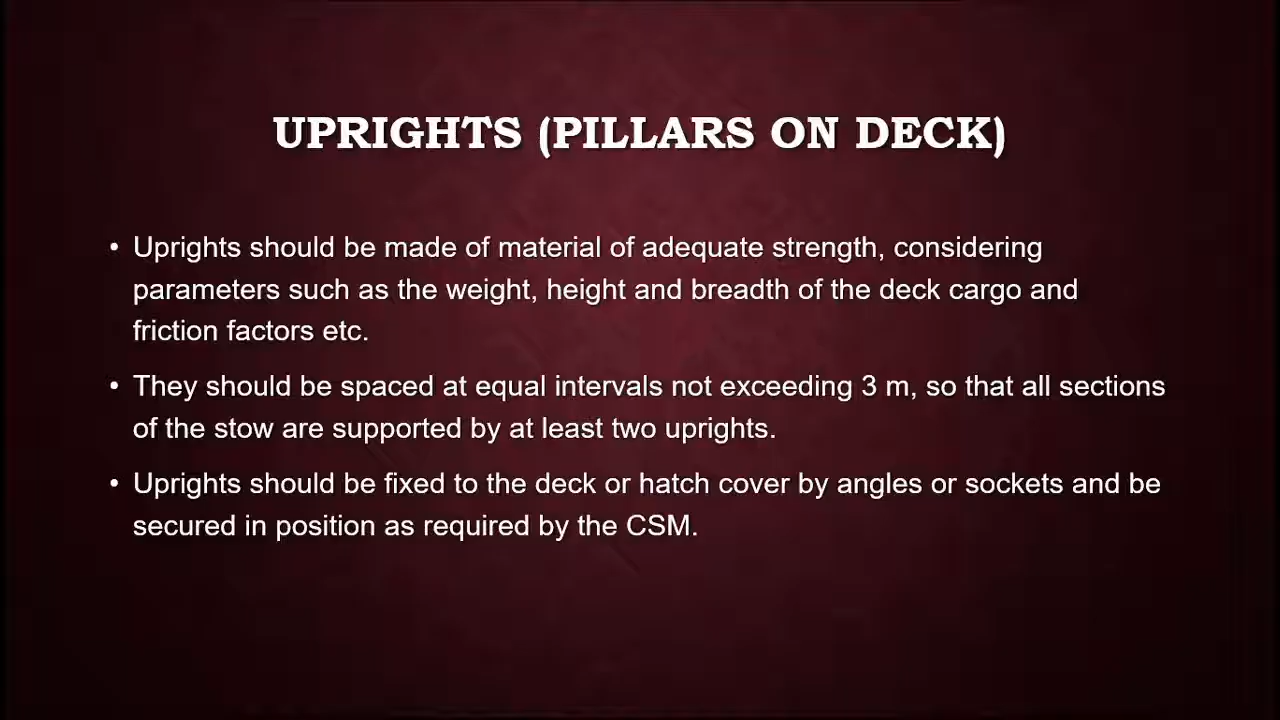 UPRIGHTS (PILLARS ON DECK)
• Uprights should be made of material of adequate strength, considering
parameters such as the weight, height and breadth of the deck cargo and
friction factors etc.
• They should be spaced at equal intervals not exceeding 3 m, so that all sections
of the stow are supported by at least two uprights.
• Uprights should be fixed to the deck or hatch cover by angles or sockets and be
secured in position as required by the CSM.